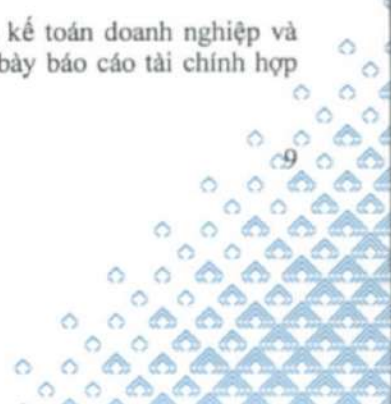 kế toán doanh nghiệp và
bày báo cáo tài chính hợp
9